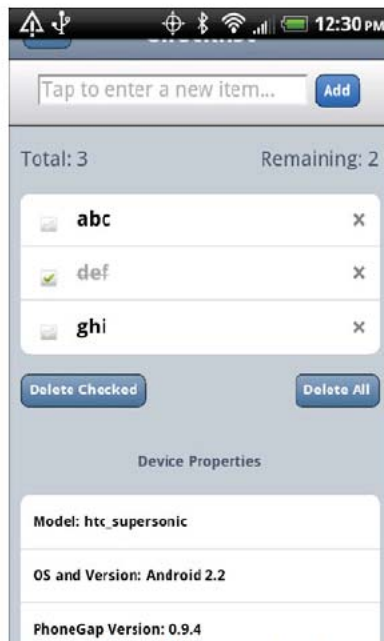 12:30 PM
Tap to enter a new item... Add
Total: 3 Remaining: 2
abc ×
def ×
ghi ×
Delete Checked Delete All
Device Properties
Model: htc_supersonic
OS and Version: Android 2.2
PhoneGap Version: 0.9.4